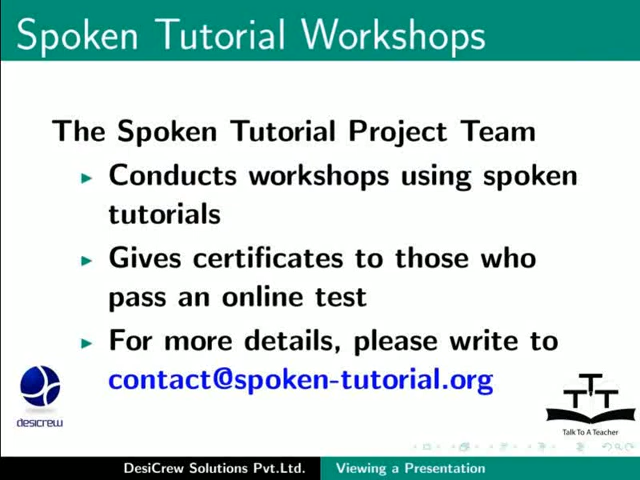 Spoken Tutorial Workshops
The Spoken Tutorial Project Team
Conducts workshops using spoken
tutorials
Gives certificates to those who
pass an online test
For more details, please write to
contact@spoken-tutorial.org
desicrew
TTT
Talk To A Teacher
DesiCrew Solutions Pvt.Ltd.
Viewing a Presentation